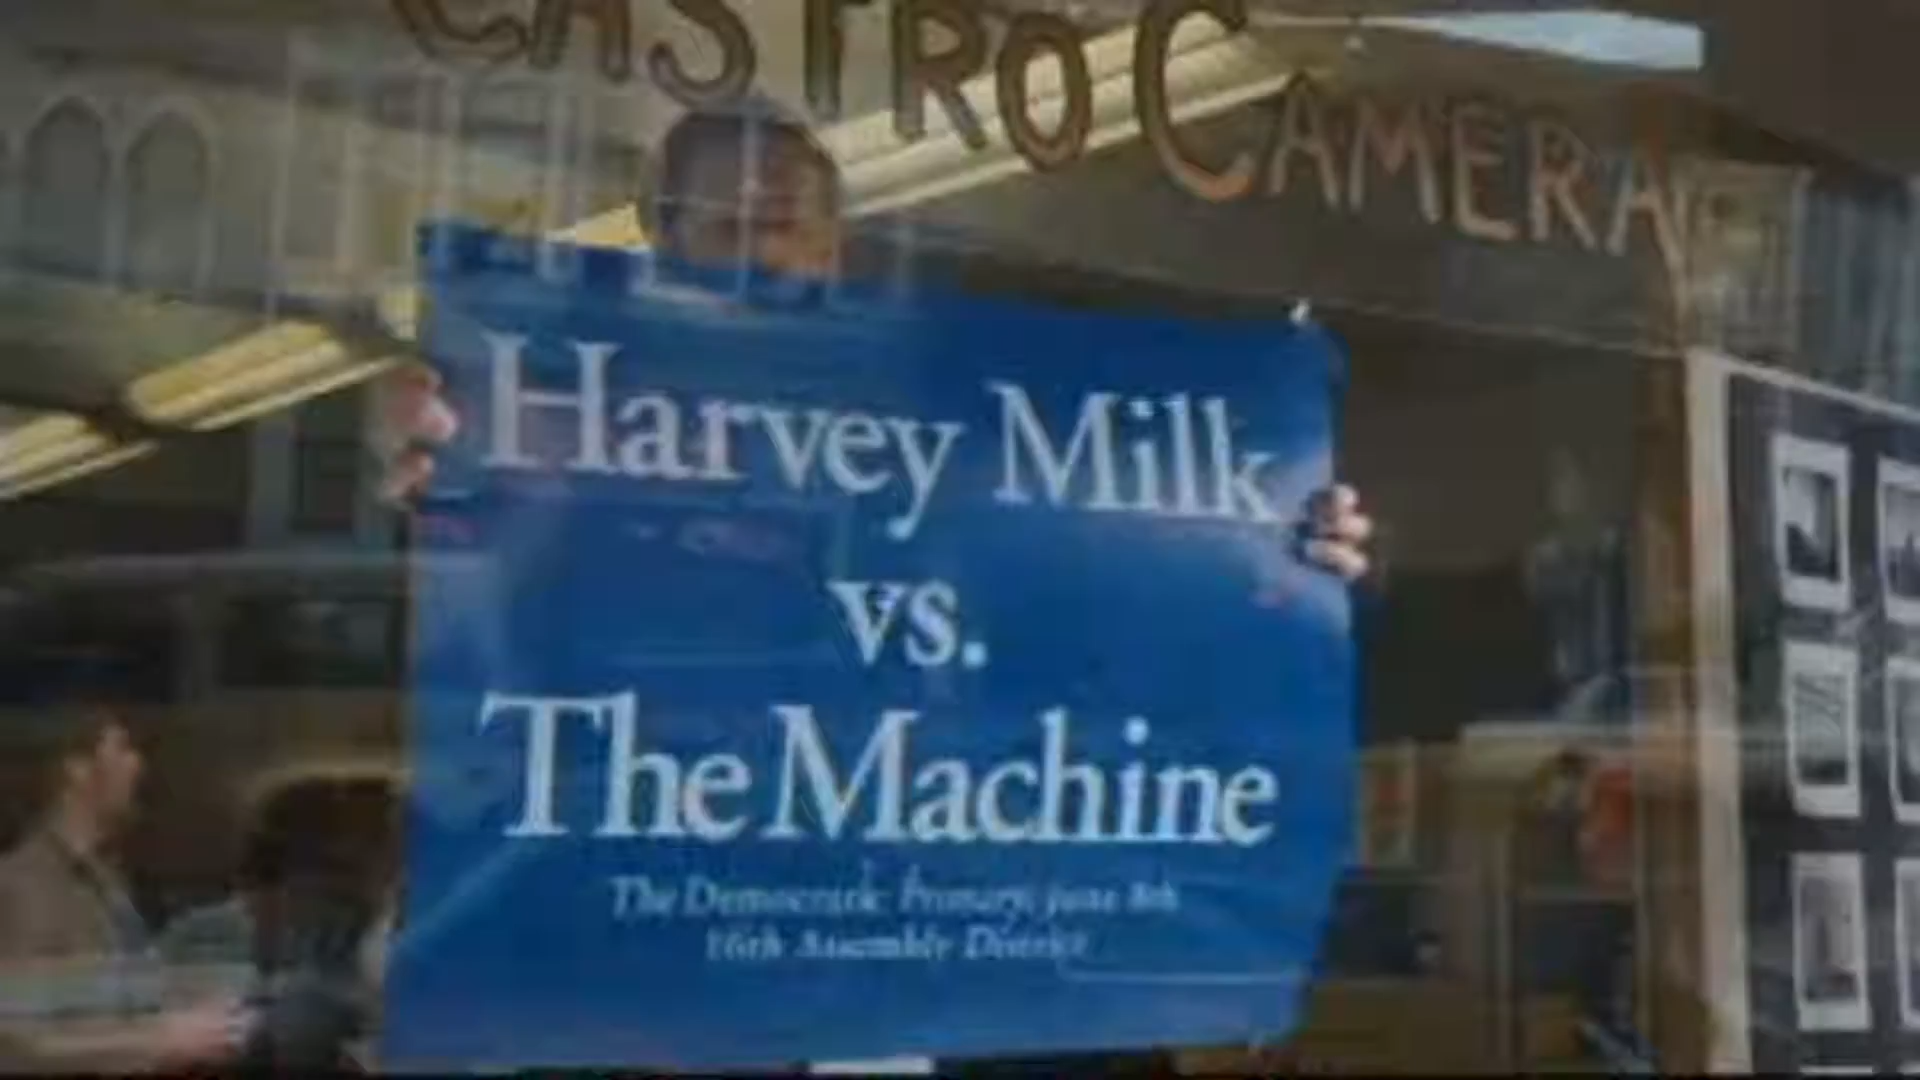 CASTRO CAMERA
Harvey Milk
vs.
The Machine
The Democratic Primary, June 8th
16th Assembly District